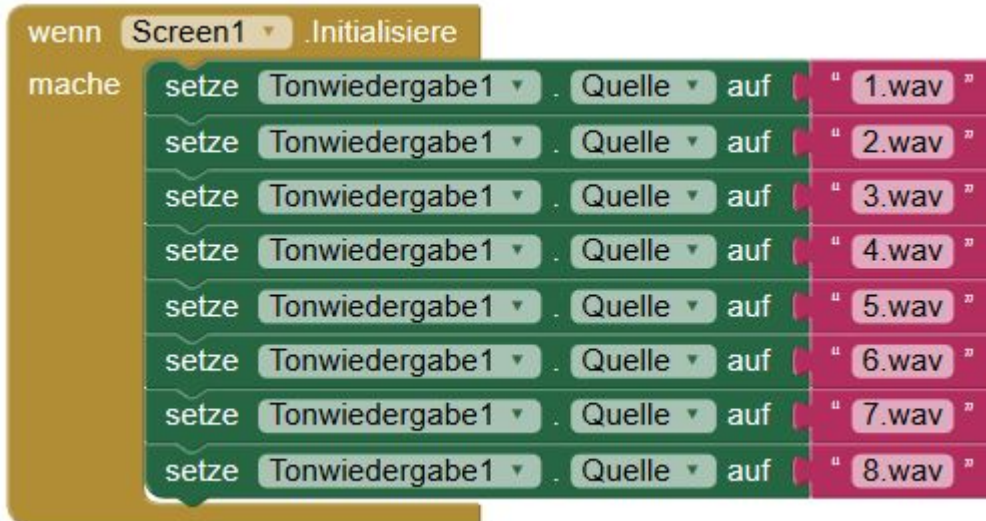 wenn Screen1 .Initialisiere
mache setze Tonwiedergabe1 . Quelle auf “ 1.wav ”
setze Tonwiedergabe1 . Quelle auf “ 2.wav ”
setze Tonwiedergabe1 . Quelle auf “ 3.wav ”
setze Tonwiedergabe1 . Quelle auf “ 4.wav ”
setze Tonwiedergabe1 . Quelle auf “ 5.wav ”
setze Tonwiedergabe1 . Quelle auf “ 6.wav ”
setze Tonwiedergabe1 . Quelle auf “ 7.wav ”
setze Tonwiedergabe1 . Quelle auf “ 8.wav ”